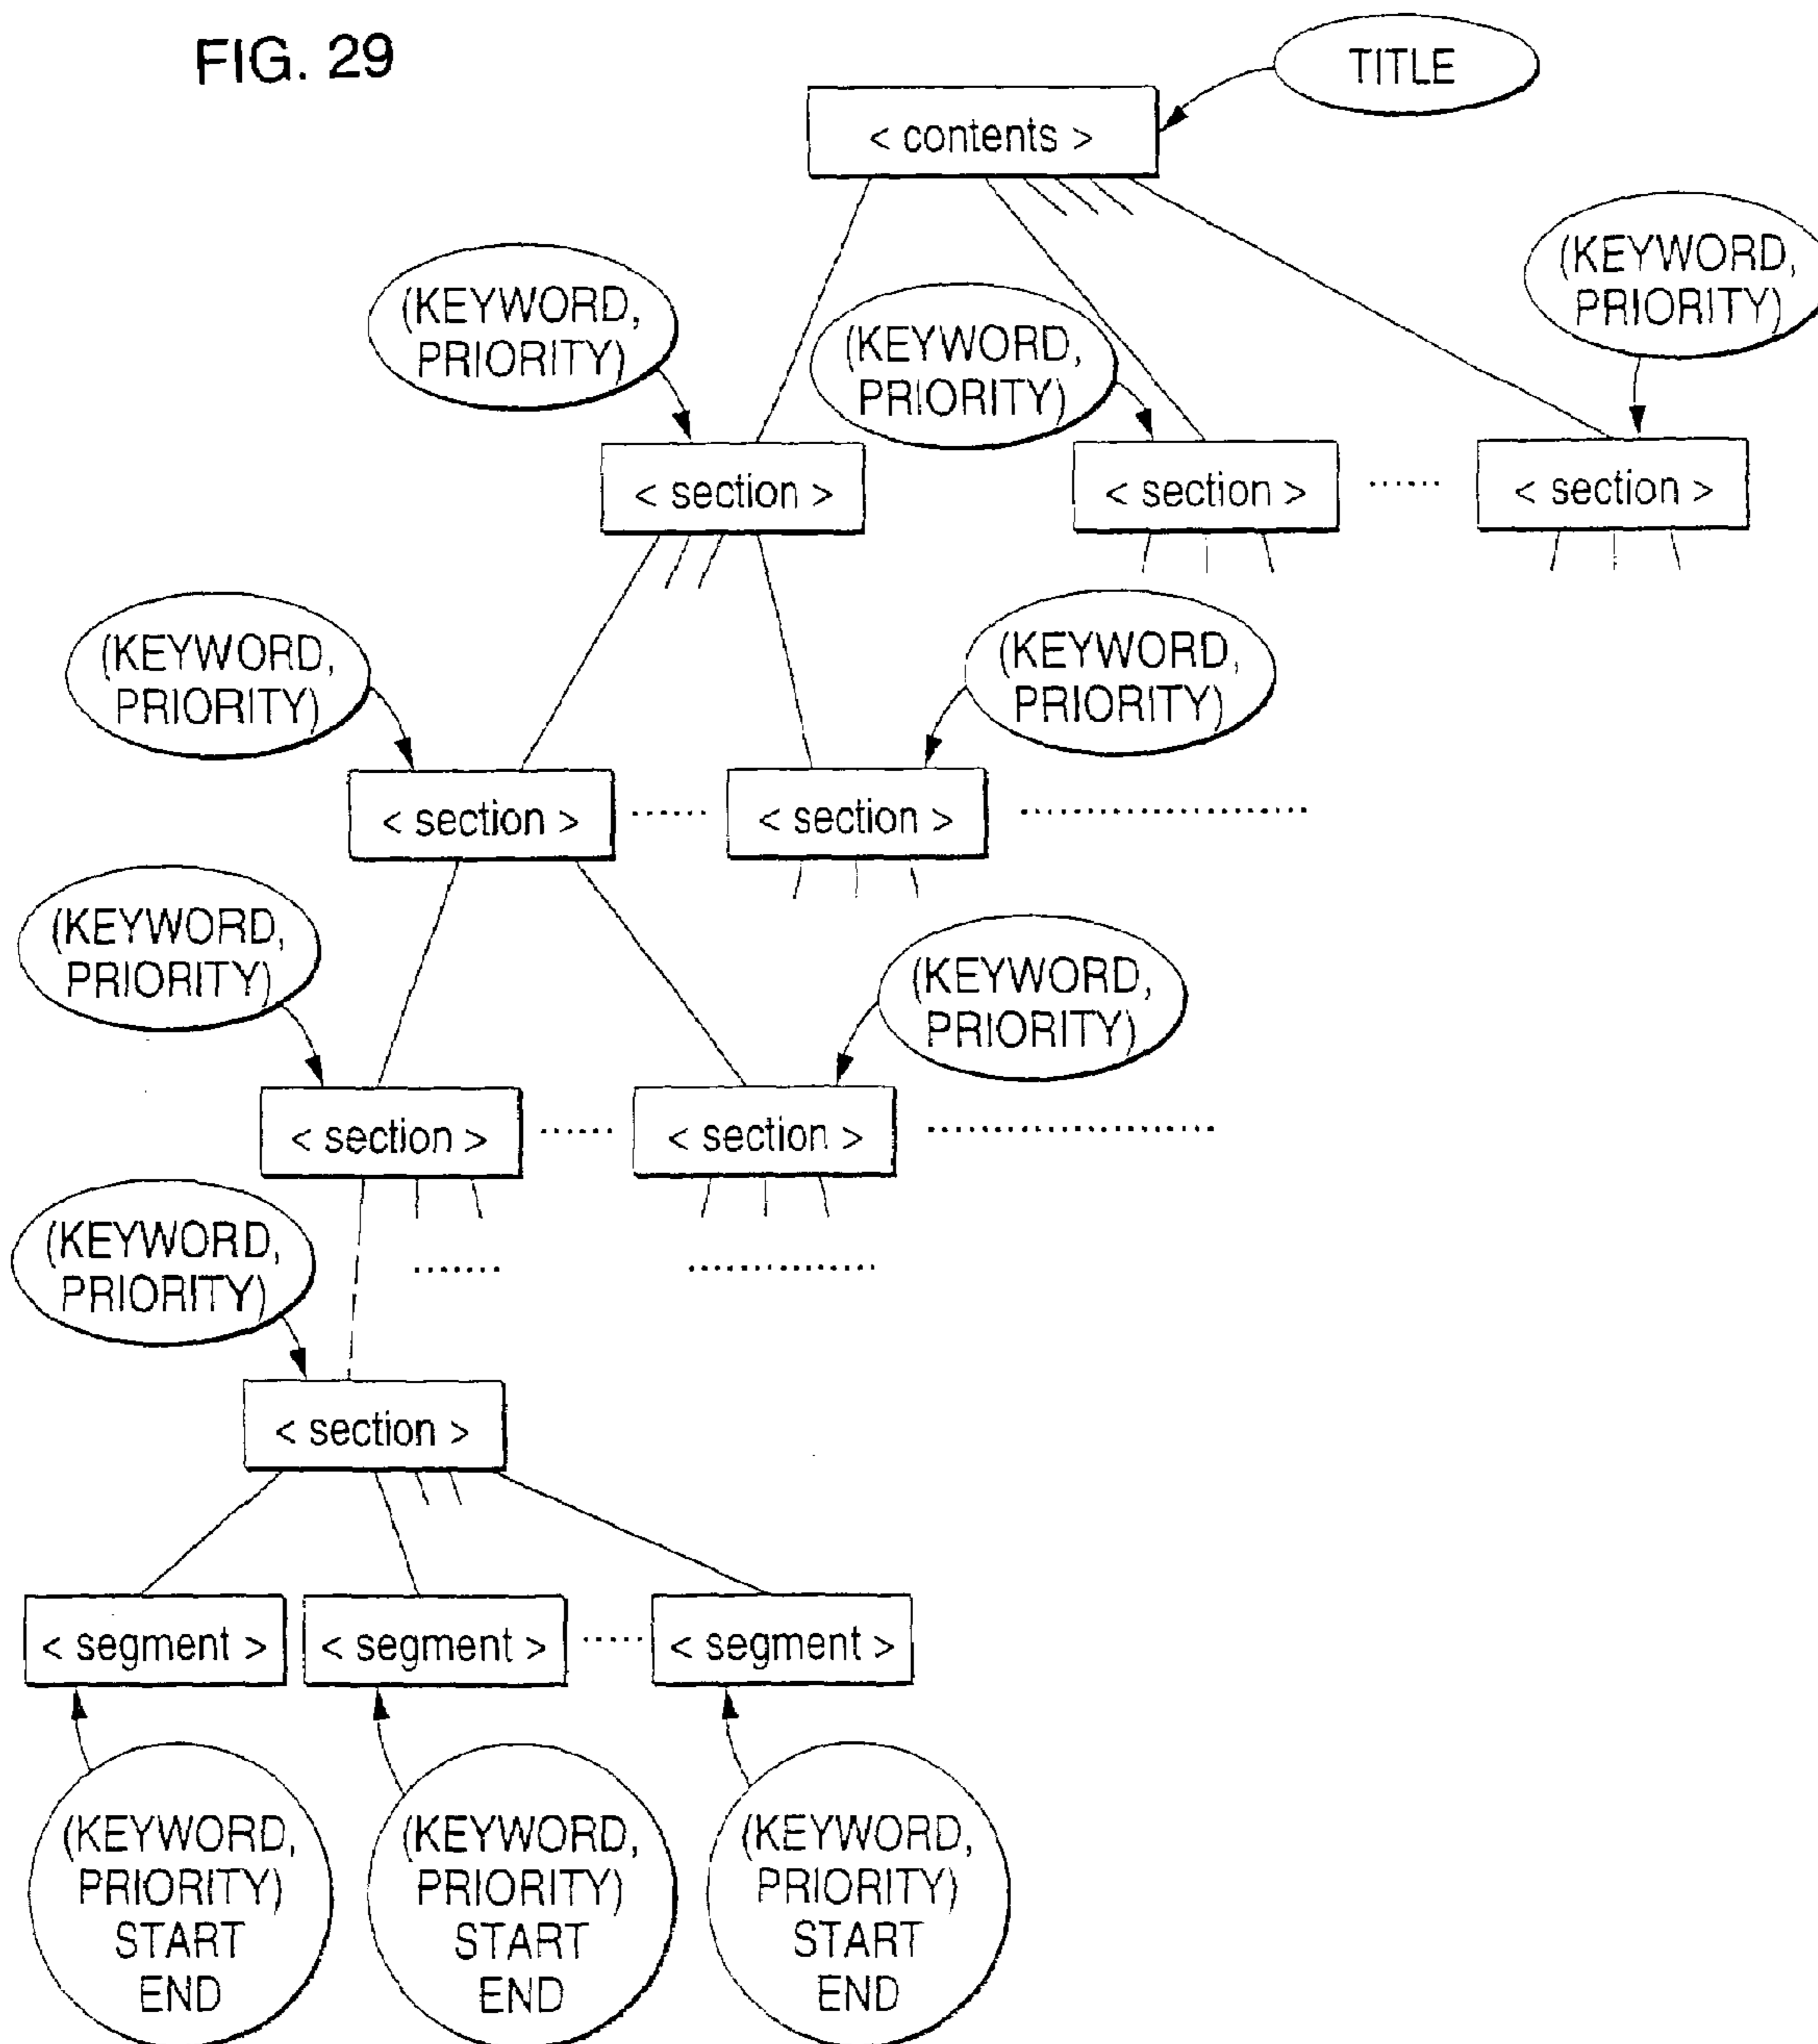 FIG. 29
TITLE
< contents >
(KEYWORD,
PRIORITY)
(KEYWORD,
PRIORITY)
(KEYWORD,
PRIORITY)
< section >
< section >
......
< section >
(KEYWORD,
PRIORITY)
(KEYWORD,
PRIORITY)
< section >
......
< section >
(KEYWORD,
PRIORITY)
(KEYWORD,
PRIORITY)
< section >
......
< section >
(KEYWORD,
PRIORITY)
< section >
< segment >
< segment >
.....
< segment >
(KEYWORD,
PRIORITY)
START
END
(KEYWORD,
PRIORITY)
START
END
(KEYWORD,
PRIORITY)
START
END